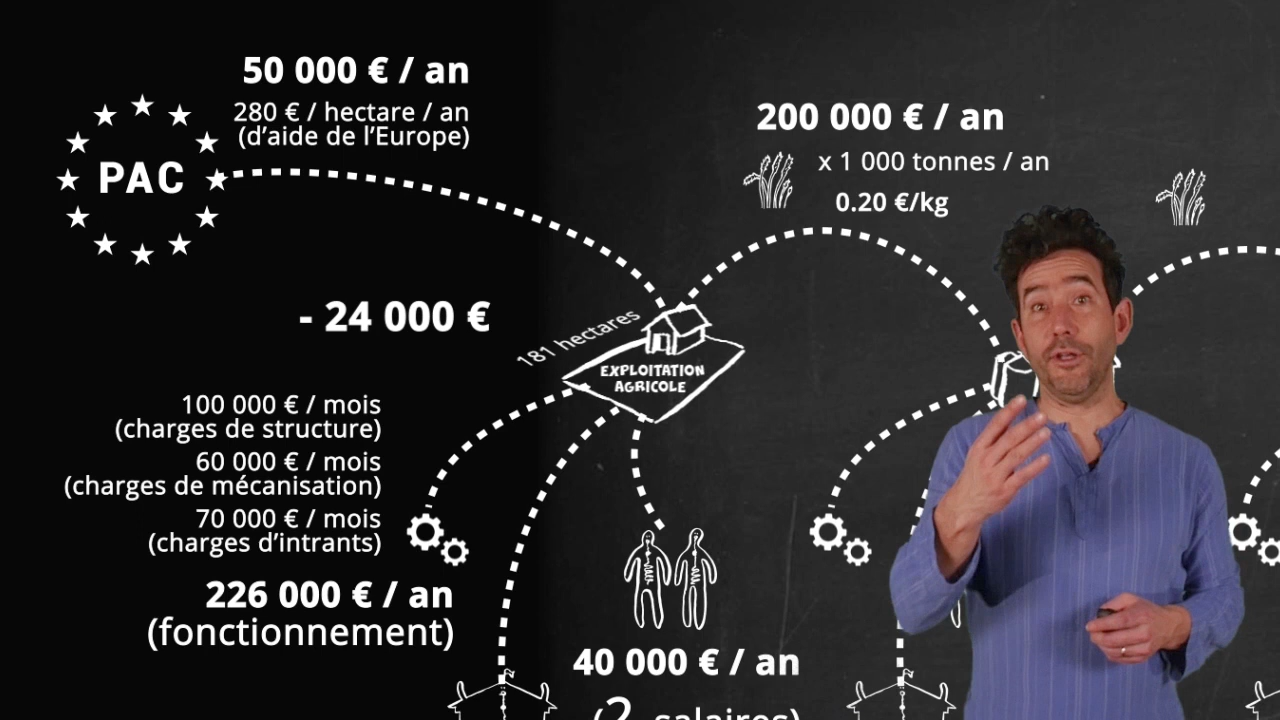 50 000 € / an
280 € / hectare / an
(d’aide de l’Europe)
PAC
200 000 € / an
x 1 000 tonnes / an
0.20 €/kg
- 24 000 €
181 hectares
EXPLOITATION
AGRICOLE
100 000 € / mois
(charges de structure)
60 000 € / mois
(charges de mécanisation)
70 000 € / mois
(charges d’intrants)
226 000 € / an
(fonctionnement)
40 000 € / an
(2 salaires)